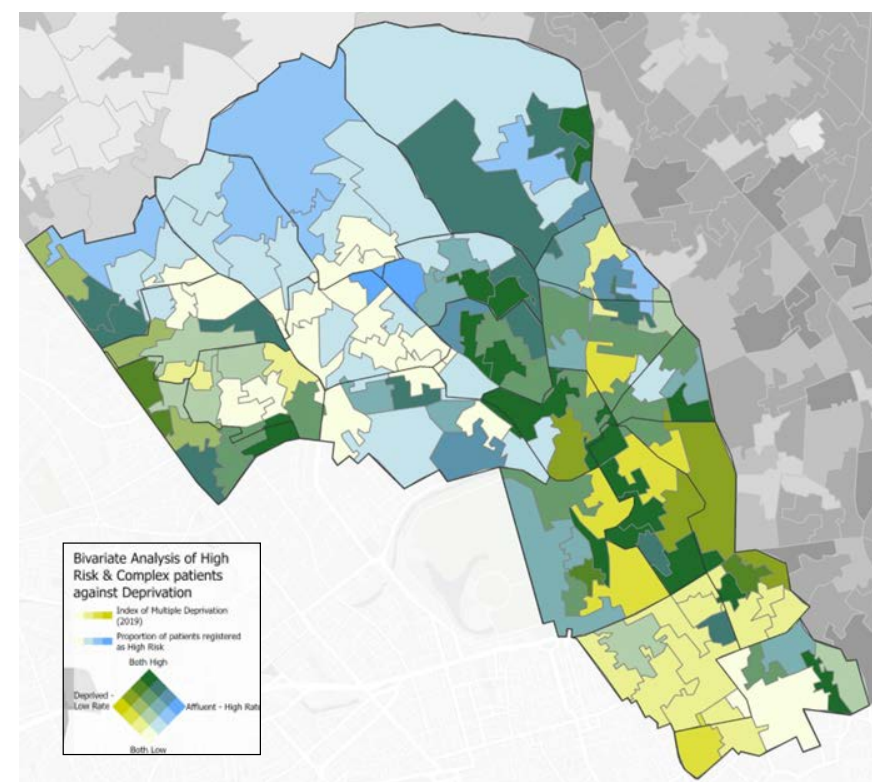 Bivariate Analysis of High
Risk & Complex patients
against Deprivation
Index of Multiple Deprivation
(2019)
Proportion of patients registered
as High Risk
Both High
Deprived -
Low Rate
Affluent - High Rate
Both Low